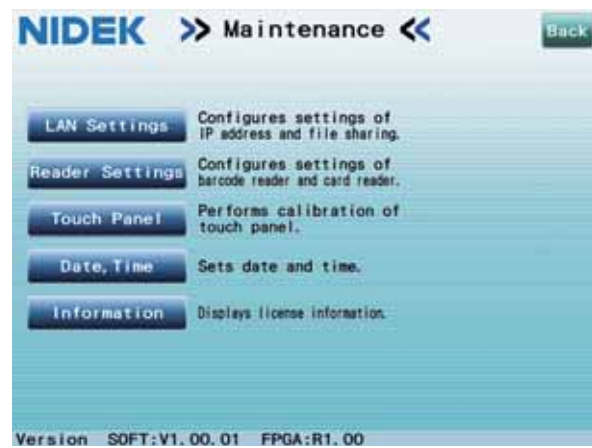 NIDEK >> Maintenance << Back
LAN Settings Configures settings of
IP address and file sharing.
Reader Settings Configures settings of
barcode reader and card reader.
Touch Panel Performs calibration of
touch panel.
Date, Time Sets date and time.
Information Displays license information.
Version SOFT:V1.00.01 FPGA:R1.00